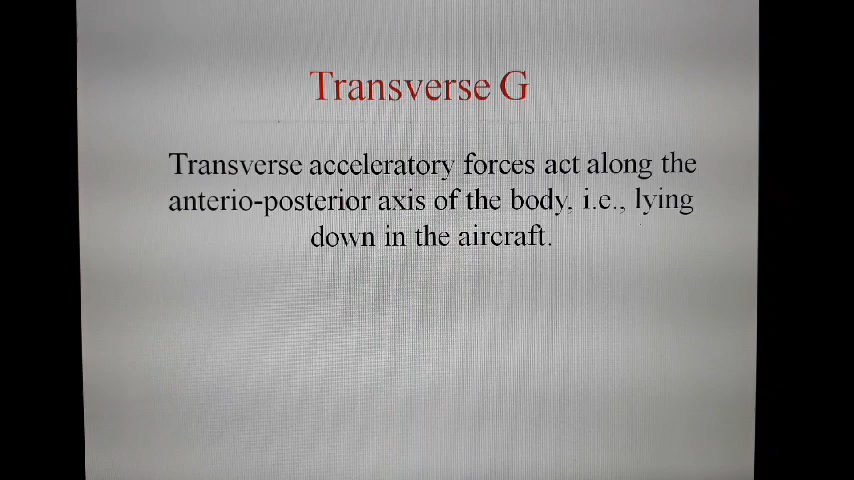 Transverse G
Transverse acceleratory forces act along the
anterio-posterior axis of the body, i.e., lying
down in the aircraft.